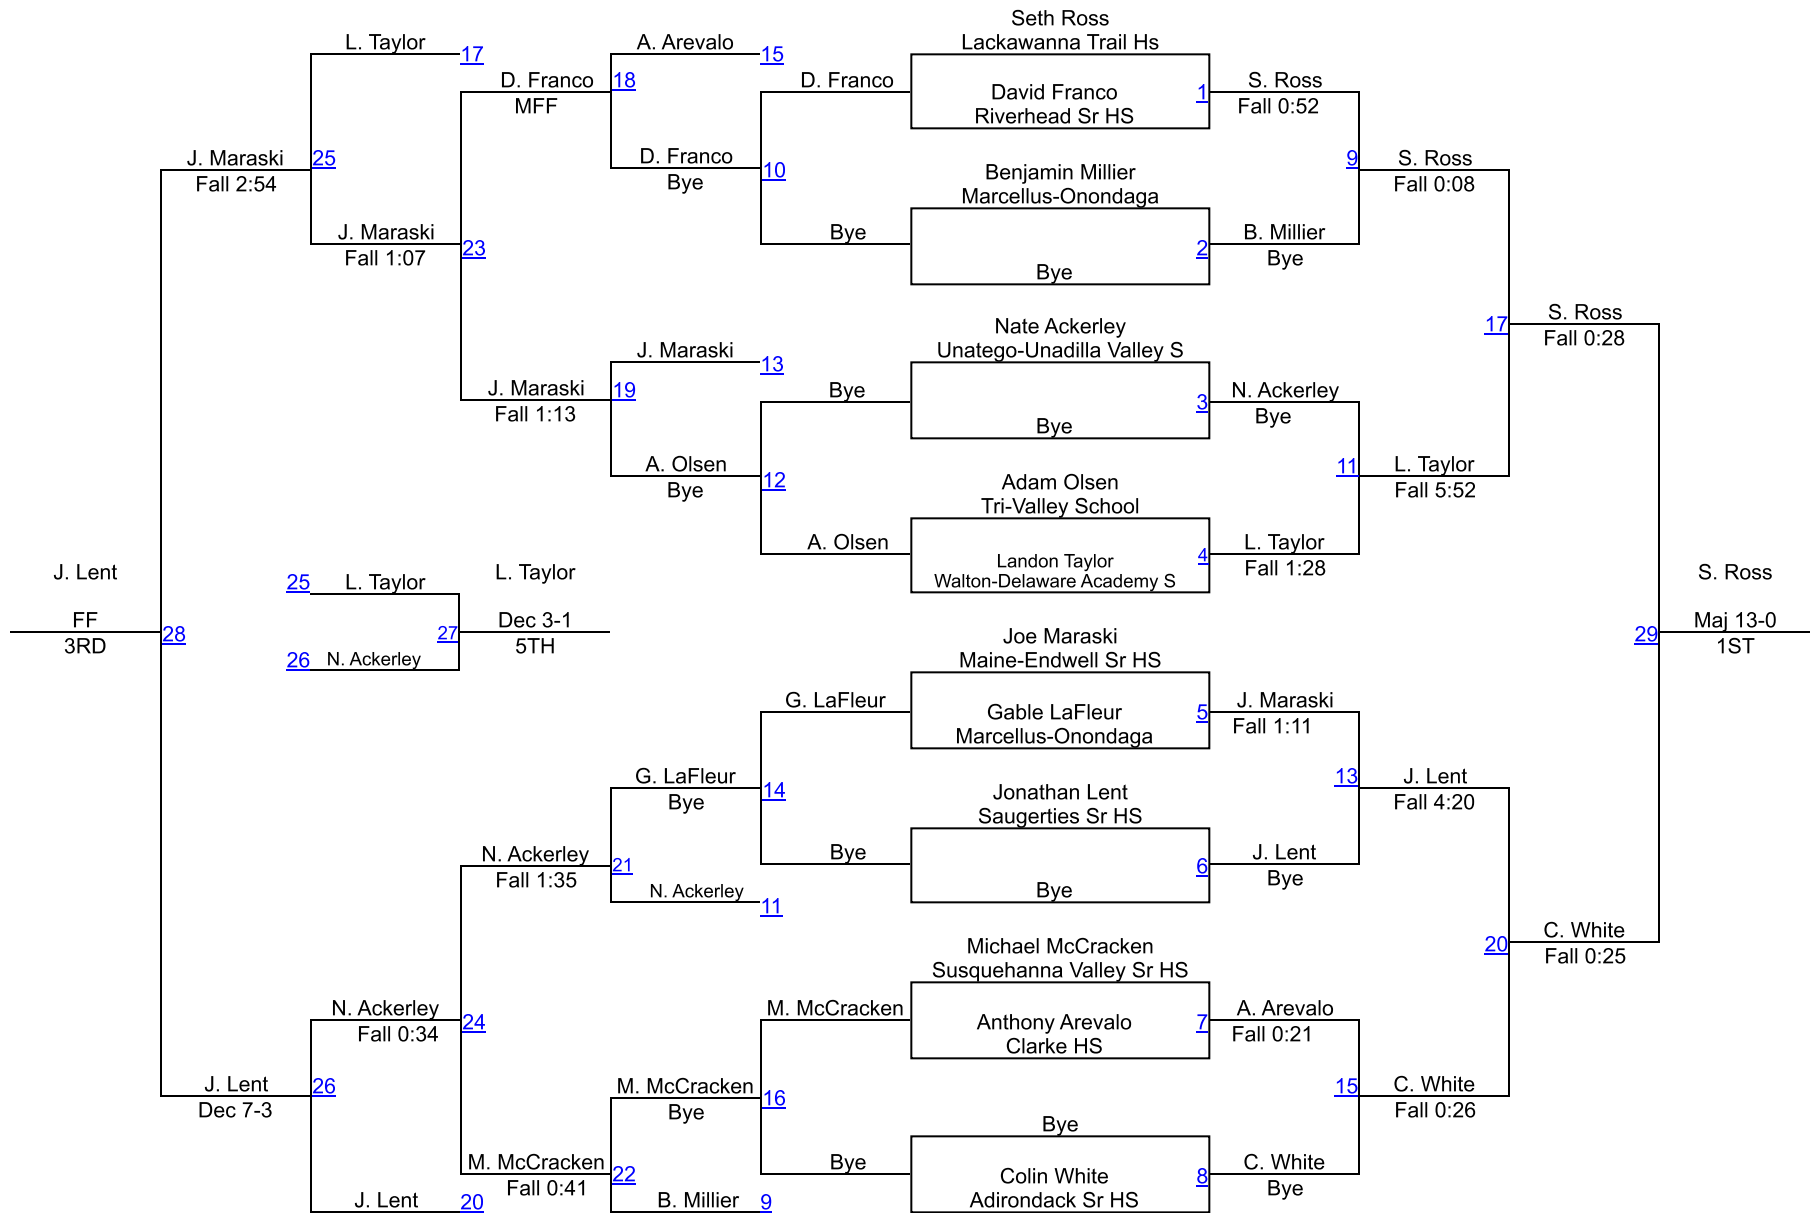 Seth Ross
Lackawanna Trail Hs
L. Taylor
17
A. Arevalo
15
D. Franco
MFF
18
D. Franco
David Franco
Riverhead Sr HS
1
S. Ross
Fall 0:52
J. Maraski
Fall 2:54
25
D. Franco
Bye
10
Benjamin Millier
Marcellus-Onondaga
9
S. Ross
Fall 0:08
J. Maraski
Fall 1:07
23
Bye
Bye
2
B. Millier
Bye
Nate Ackerley
Unatego-Unadilla Valley S
17
S. Ross
Fall 0:28
J. Maraski
13
J. Maraski
Fall 1:13
19
Bye
Bye
3
N. Ackerley
Bye
A. Olsen
Bye
12
Adam Olsen
Tri-Valley School
11
L. Taylor
Fall 5:52
A. Olsen
Landon Taylor
Walton-Delaware Academy S
4
L. Taylor
Fall 1:28
J. Lent
FF
3RD
28
25
L. Taylor
26
N. Ackerley
27
L. Taylor
Dec 3-1
5TH
S. Ross
Maj 13-0
1ST
29
Joe Maraski
Maine-Endwell Sr HS
G. LaFleur
Gable LaFleur
Marcellus-Onondaga
5
J. Maraski
Fall 1:11
G. LaFleur
Bye
14
Jonathan Lent
Saugerties Sr HS
13
J. Lent
Fall 4:20
N. Ackerley
Fall 1:35
21
Bye
Bye
6
J. Lent
Bye
N. Ackerley
11
Michael McCracken
Susquehanna Valley Sr HS
20
C. White
Fall 0:25
N. Ackerley
Fall 0:34
24
M. McCracken
Anthony Arevalo
Clarke HS
7
A. Arevalo
Fall 0:21
J. Lent
Dec 7-3
26
M. McCracken
Bye
16
Bye
15
C. White
Fall 0:26
M. McCracken
Fall 0:41
22
Bye
Colin White
Adirondack Sr HS
8
C. White
Bye
J. Lent
20
B. Millier
9